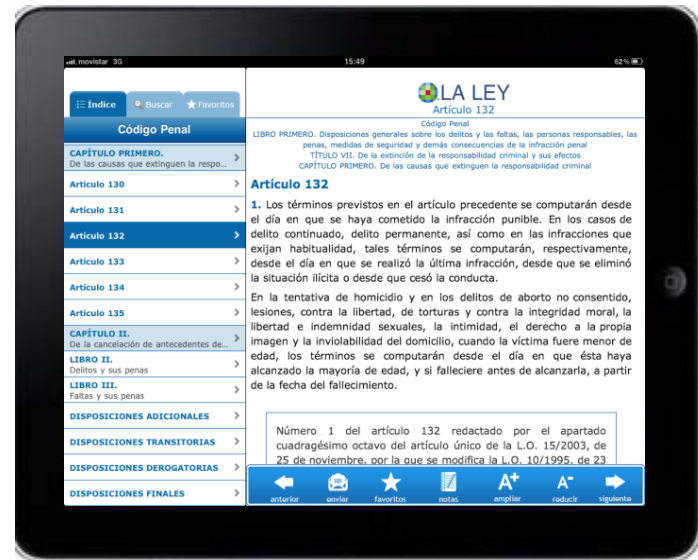 movistar 3G
15:49
62%
Índice
Buscar
Favoritos
Código Penal
CAPÍTULO PRIMERO.
De las causas que extinguen la respo...
Artículo 130
Artículo 131
Artículo 132
Artículo 133
Artículo 134
Artículo 135
CAPÍTULO II.
De la cancelación de antecedentes de...
LIBRO II.
Delitos y sus penas
LIBRO III.
Faltas y sus penas
DISPOSICIONES ADICIONALES
DISPOSICIONES TRANSITORIAS
DISPOSICIONES DEROGATORIAS
DISPOSICIONES FINALES
LA LEY
Artículo 132
Código Penal
LIBRO PRIMERO. Disposiciones generales sobre los delitos y las faltas, las personas responsables, las
penas, medidas de seguridad y demás consecuencias de la infracción penal
TÍTULO VII. De la extinción de la responsabilidad criminal y sus efectos
CAPÍTULO PRIMERO. De las causas que extinguen la responsabilidad criminal
Artículo 132
1. Los términos previstos en el artículo precedente se computarán desde
el día en que se haya cometido la infracción punible. En los casos de
delito continuado, delito permanente, así como en las infracciones que
exijan habitualidad, tales términos se computarán, respectivamente,
desde el día en que se realizó la última infracción, desde que se eliminó
la situación ilícita o desde que cesó la conducta.
En la tentativa de homicidio y en los delitos de aborto no consentido,
lesiones, contra la libertad, de torturas y contra la integridad moral, la
libertad e indemnidad sexuales, la intimidad, el derecho a la propia
imagen y la inviolabilidad del domicilio, cuando la víctima fuere menor de
edad, los términos se computarán desde el día en que ésta haya
alcanzado la mayoría de edad, y si falleciere antes de alcanzarla, a partir
de la fecha del fallecimiento.
Número 1 del artículo 132 redactado por el apartado
cuadragésimo octavo del artículo único de la L.O. 15/2003, de
25 de noviembre, por la que se modifica la L.O. 10/1995, de 23
anterior
enviar
favoritos
notas
A+
ampliar
A-
reducir
siguiente